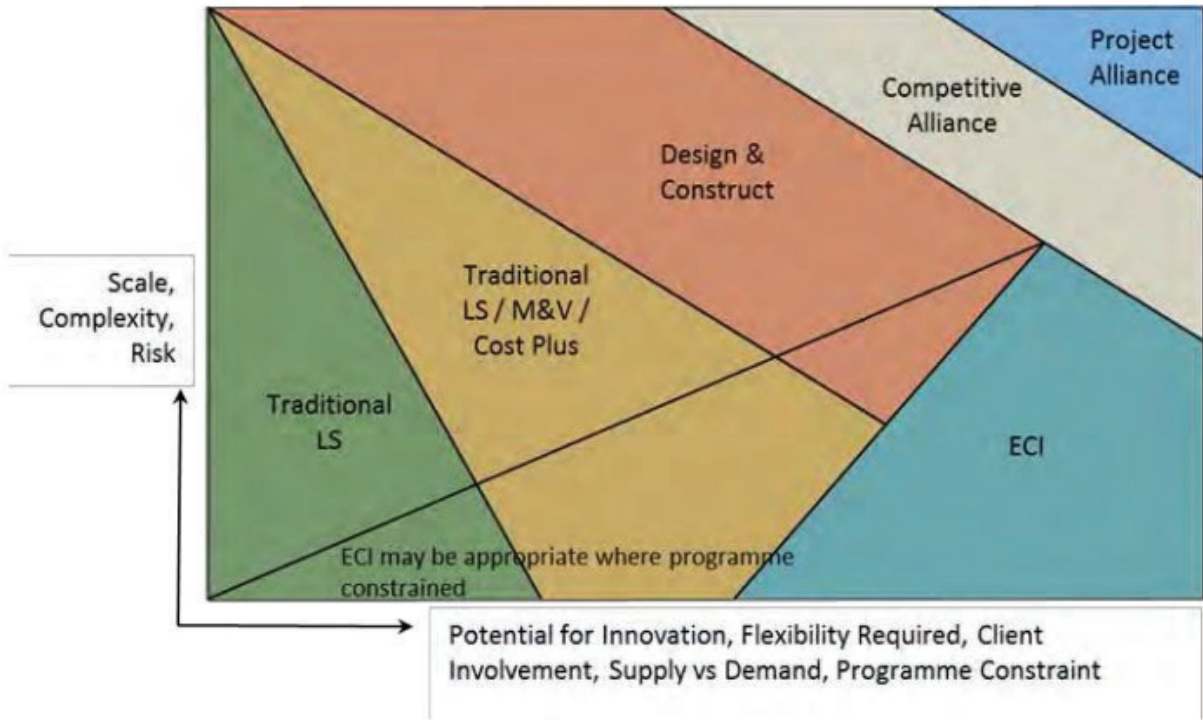 Project
Alliance
Competitive
Alliance
Design &
Construct
Traditional
LS / M&V /
Cost Plus
Scale,
Complexity,
Risk
Traditional
LS
ECI
ECI may be appropriate where programme
constrained
Potential for Innovation, Flexibility Required, Client
Involvement, Supply vs Demand, Programme Constraint